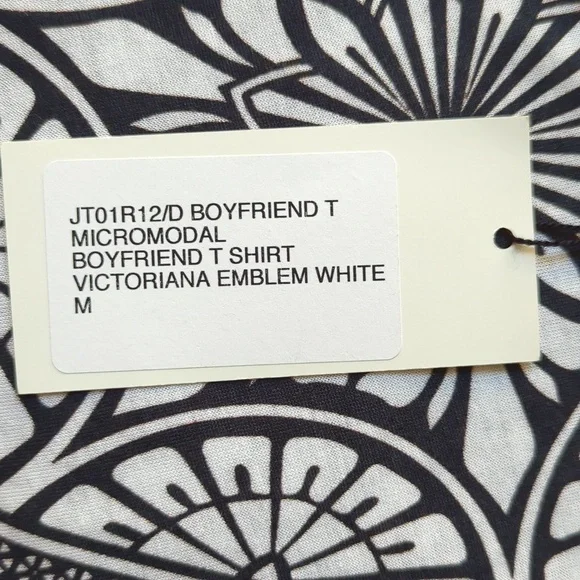 JT01R12/D BOYFRIEND T
MICROMODAL
BOYFRIEND T SHIRT
VICTORIANA EMBLEM WHITE
M